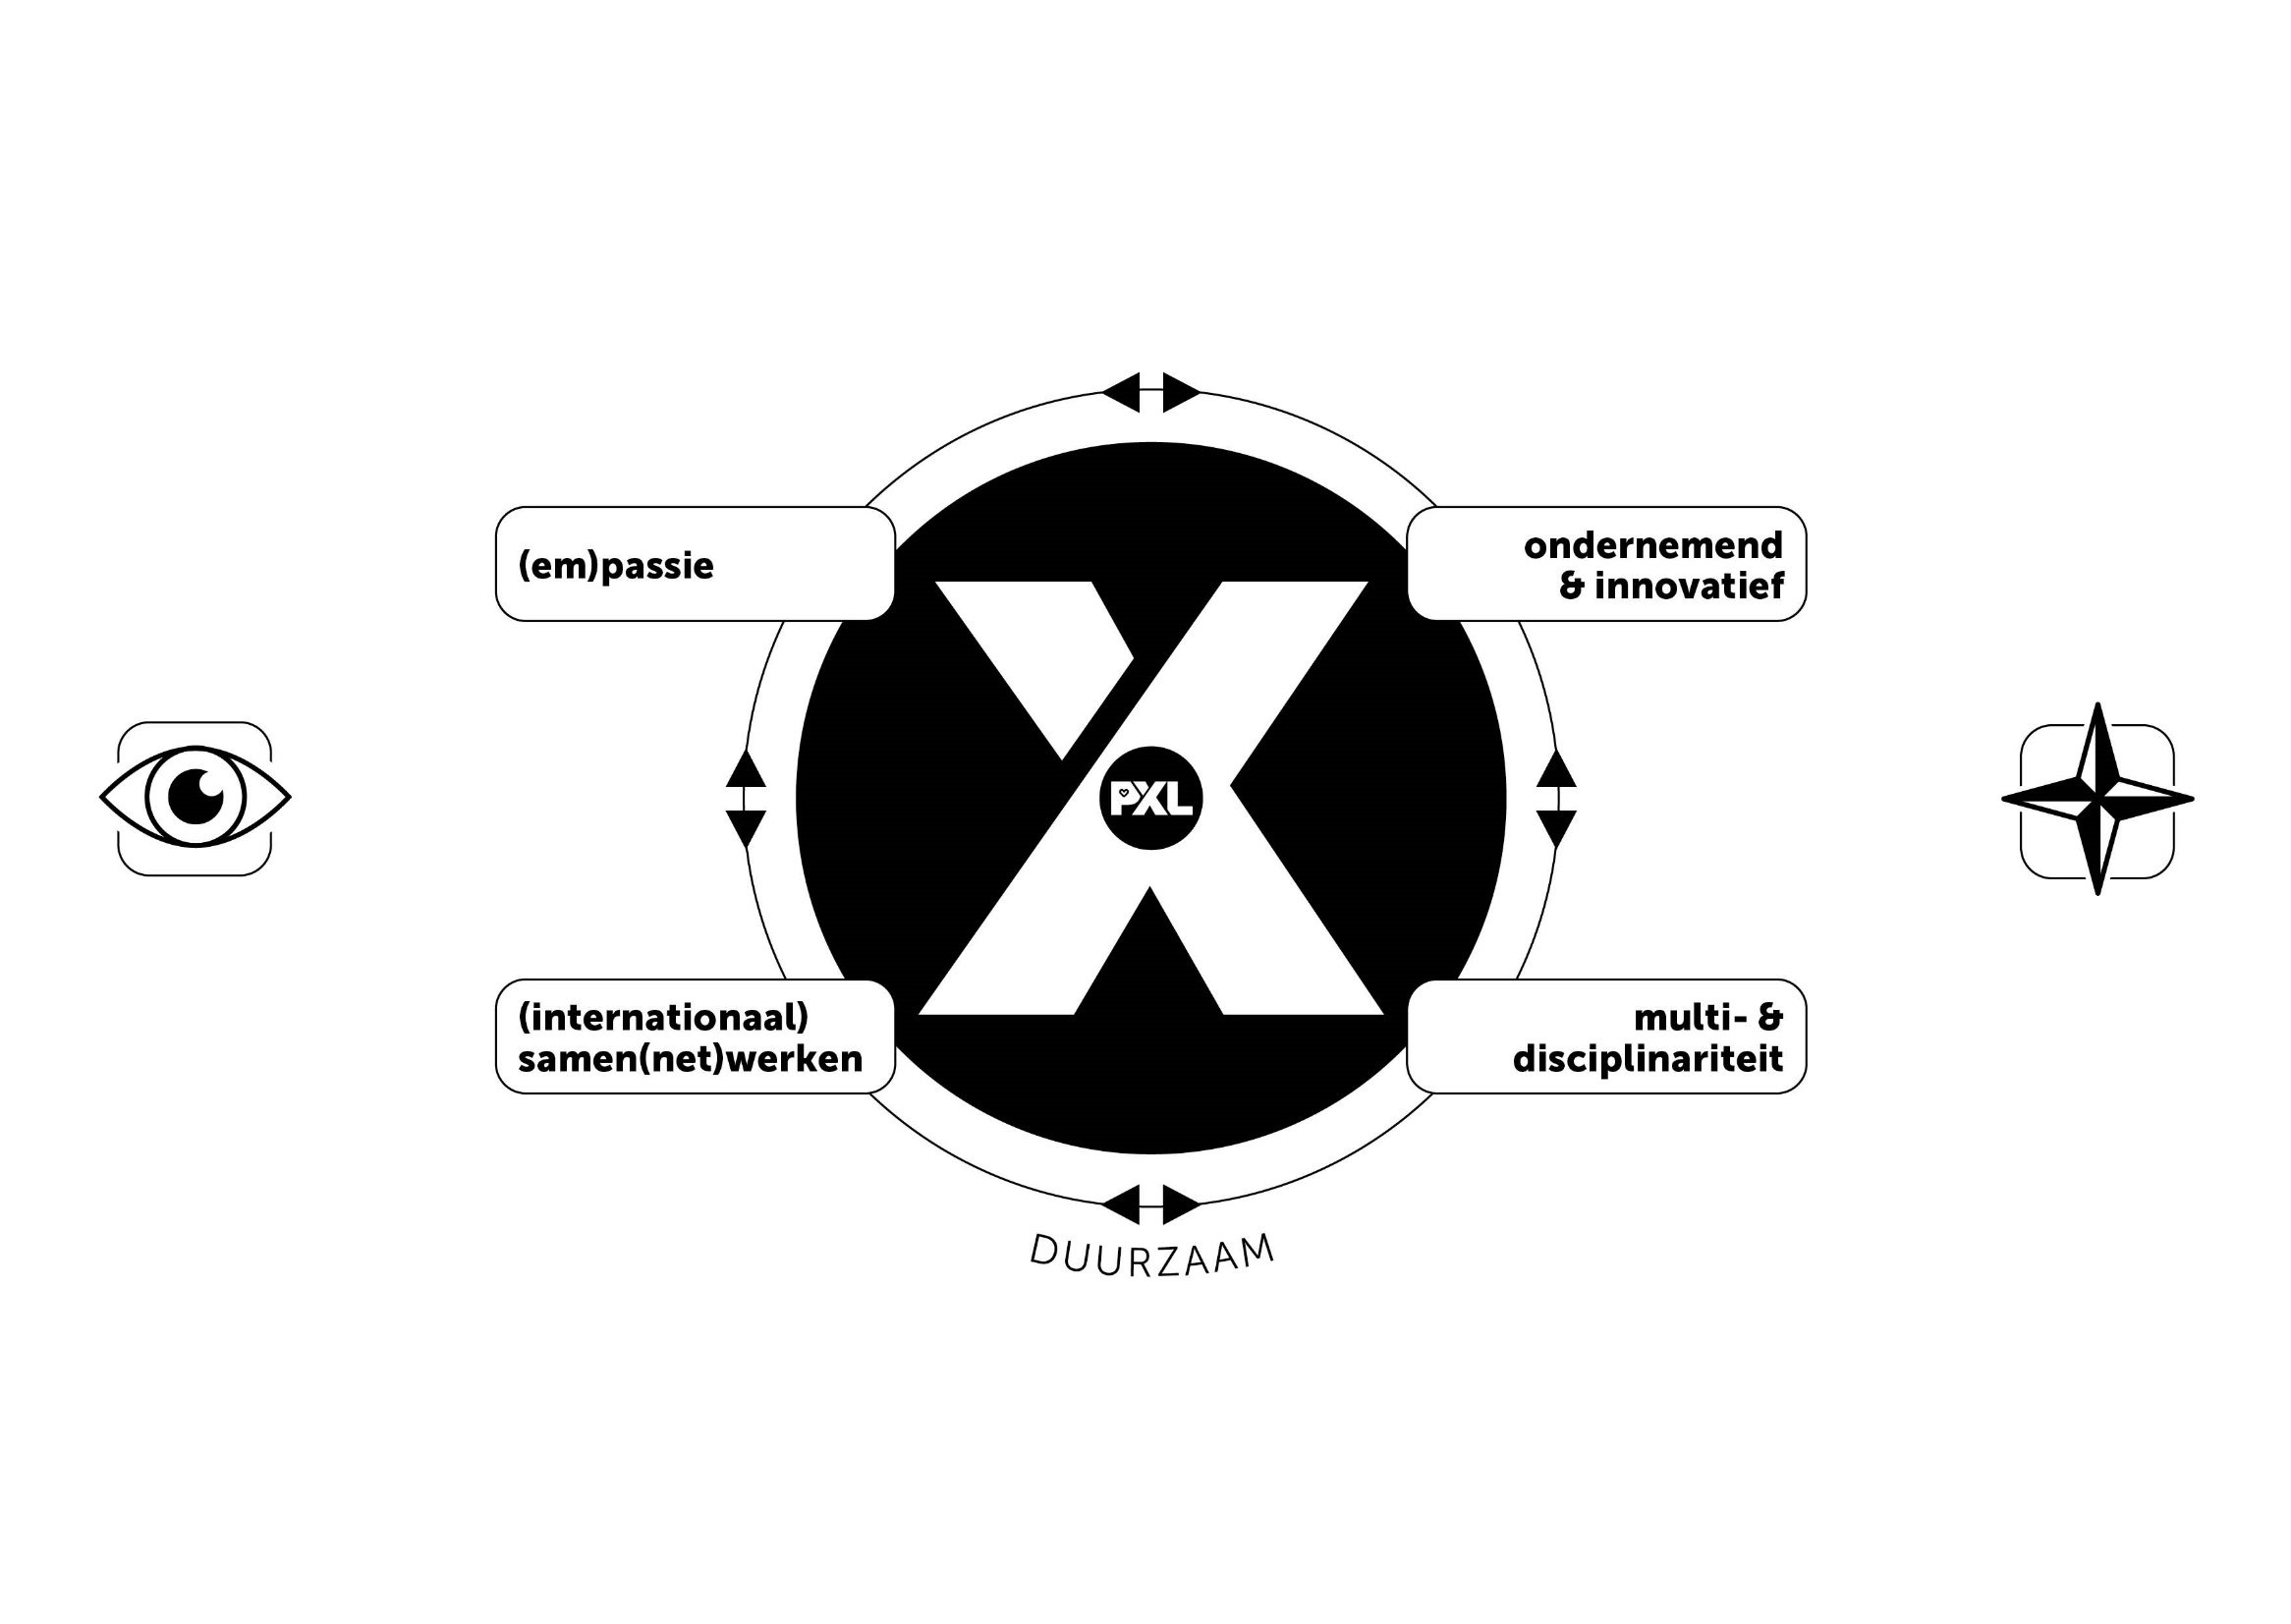 (em)passie
ondernemend
& innovatief
PXL
(internationaal)
samen(net)werken
multi- &
disciplinariteit
DUURZAAM